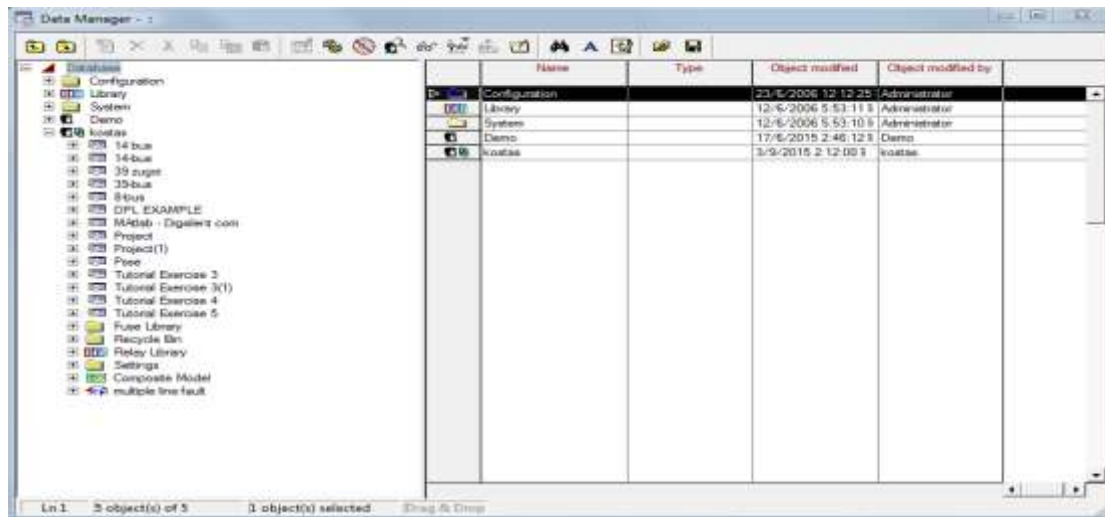 Data Manager - :
Database
Configuration
Library
System
Demo
kostas
14 bus
14-bus
39 zuger
39-bus
8-bus
DPL EXAMPLE
MAtlab - Digsilent com
Project
Project(1)
Psse
Tutorial Exercise 3
Tutorial Exercise 3(1)
Tutorial Exercise 4
Tutorial Exercise 5
Fuse Library
Recycle Bin
Relay Library
Settings
Composite Model
multiple line fault
Name Type Object modified Object modified by
Configuration 23/6/2006 12:12:25 Administrator
Library 12/6/2006 5:53:11 Administrator
System 12/6/2006 5:53:10 Administrator
Demo 17/6/2015 2:46:12 Demo
kostas 3/9/2015 2:12:00 kostas
Ln 1 5 object(s) of 5 1 object(s) selected Drag & Drop